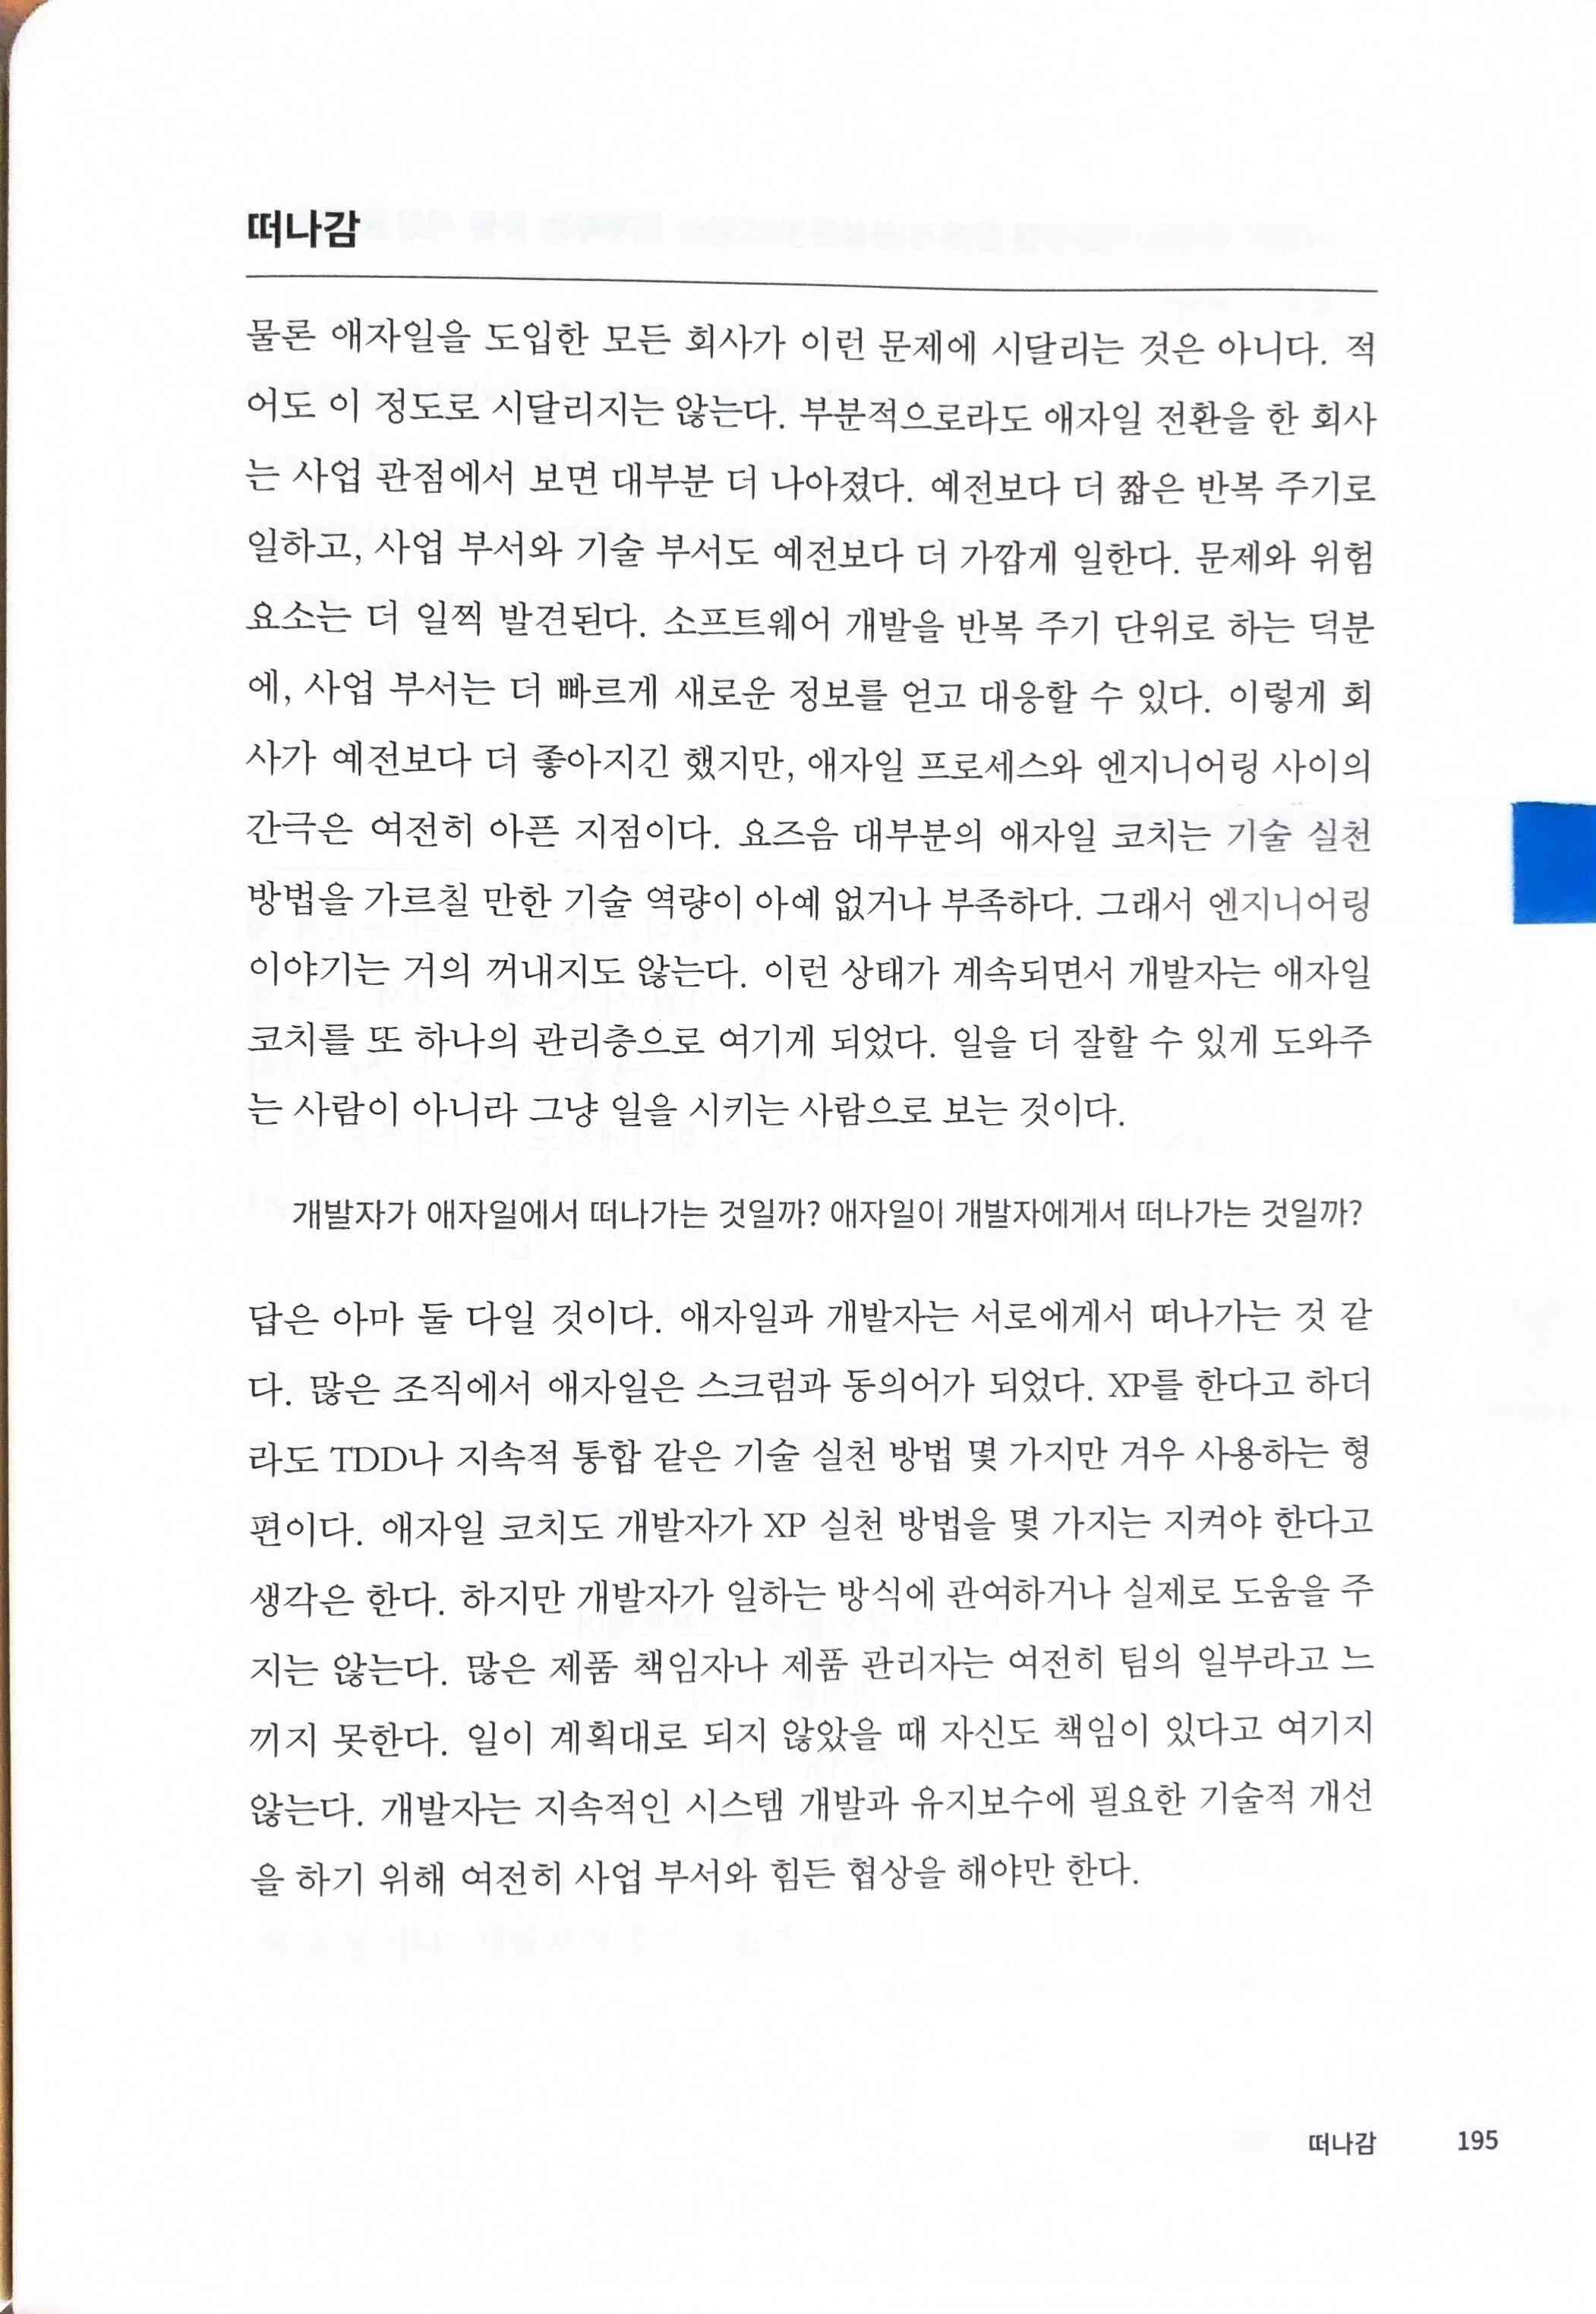 떠나감
물론 애자일을 도입한 모든 회사가 이런 문제에 시달리는 것은 아니다. 적
어도 이 정도로 시달리지는 않는다. 부분적으로라도 애자일 전환을 한 회사
는 사업 관점에서 보면 대부분 더 나아졌다. 예전보다 더 짧은 반복 주기로
일하고, 사업 부서와 기술 부서도 예전보다 더 가깝게 일한다. 문제와 위험
요소는 더 일찍 발견된다. 소프트웨어 개발을 반복 주기 단위로 하는 덕분
에, 사업 부서는 더 빠르게 새로운 정보를 얻고 대응할 수 있다. 이렇게 회
사가 예전보다 더 좋아지긴 했지만, 애자일 프로세스와 엔지니어링 사이의
간극은 여전히 아픈 지점이다. 요즈음 대부분의 애자일 코치는 기술 실천
방법을 가르칠 만한 기술 역량이 아예 없거나 부족하다. 그래서 엔지니어링
이야기는 거의 꺼내지도 않는다. 이런 상태가 계속되면서 개발자는 애자일
코치를 또 하나의 관리층으로 여기게 되었다. 일을 더 잘할 수 있게 도와주
는 사람이 아니라 그냥 일을 시키는 사람으로 보는 것이다.
개발자가 애자일에서 떠나가는 것일까? 애자일이 개발자에게서 떠나가는 것일까?
답은 아마 둘 다일 것이다. 애자일과 개발자는 서로에게서 떠나가는 것 같
다. 많은 조직에서 애자일은 스크럼과 동의어가 되었다. XP를 한다고 하더
라도 TDD나 지속적 통합 같은 기술 실천 방법 몇 가지만 겨우 사용하는 형
편이다. 애자일 코치도 개발자가 XP 실천 방법을 몇 가지는 지켜야 한다고
생각은 한다. 하지만 개발자가 일하는 방식에 관여하거나 실제로 도움을 주
지는 않는다. 많은 제품 책임자나 제품 관리자는 여전히 팀의 일부라고 느
끼지 못한다. 일이 계획대로 되지 않았을 때 자신도 책임이 있다고 여기지
않는다. 개발자는 지속적인 시스템 개발과 유지보수에 필요한 기술적 개선
을 하기 위해 여전히 사업 부서와 힘든 협상을 해야만 한다.
떠나감 195